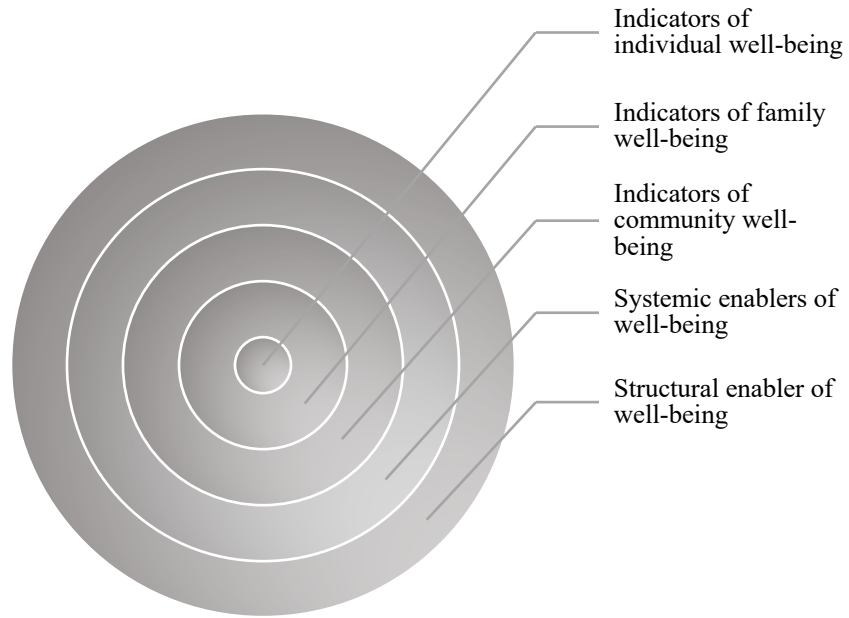 Indicators of
individual well-being
Indicators of family
well-being
Indicators of
community well-
being
Systemic enablers of
well-being
Structural enabler of
well-being